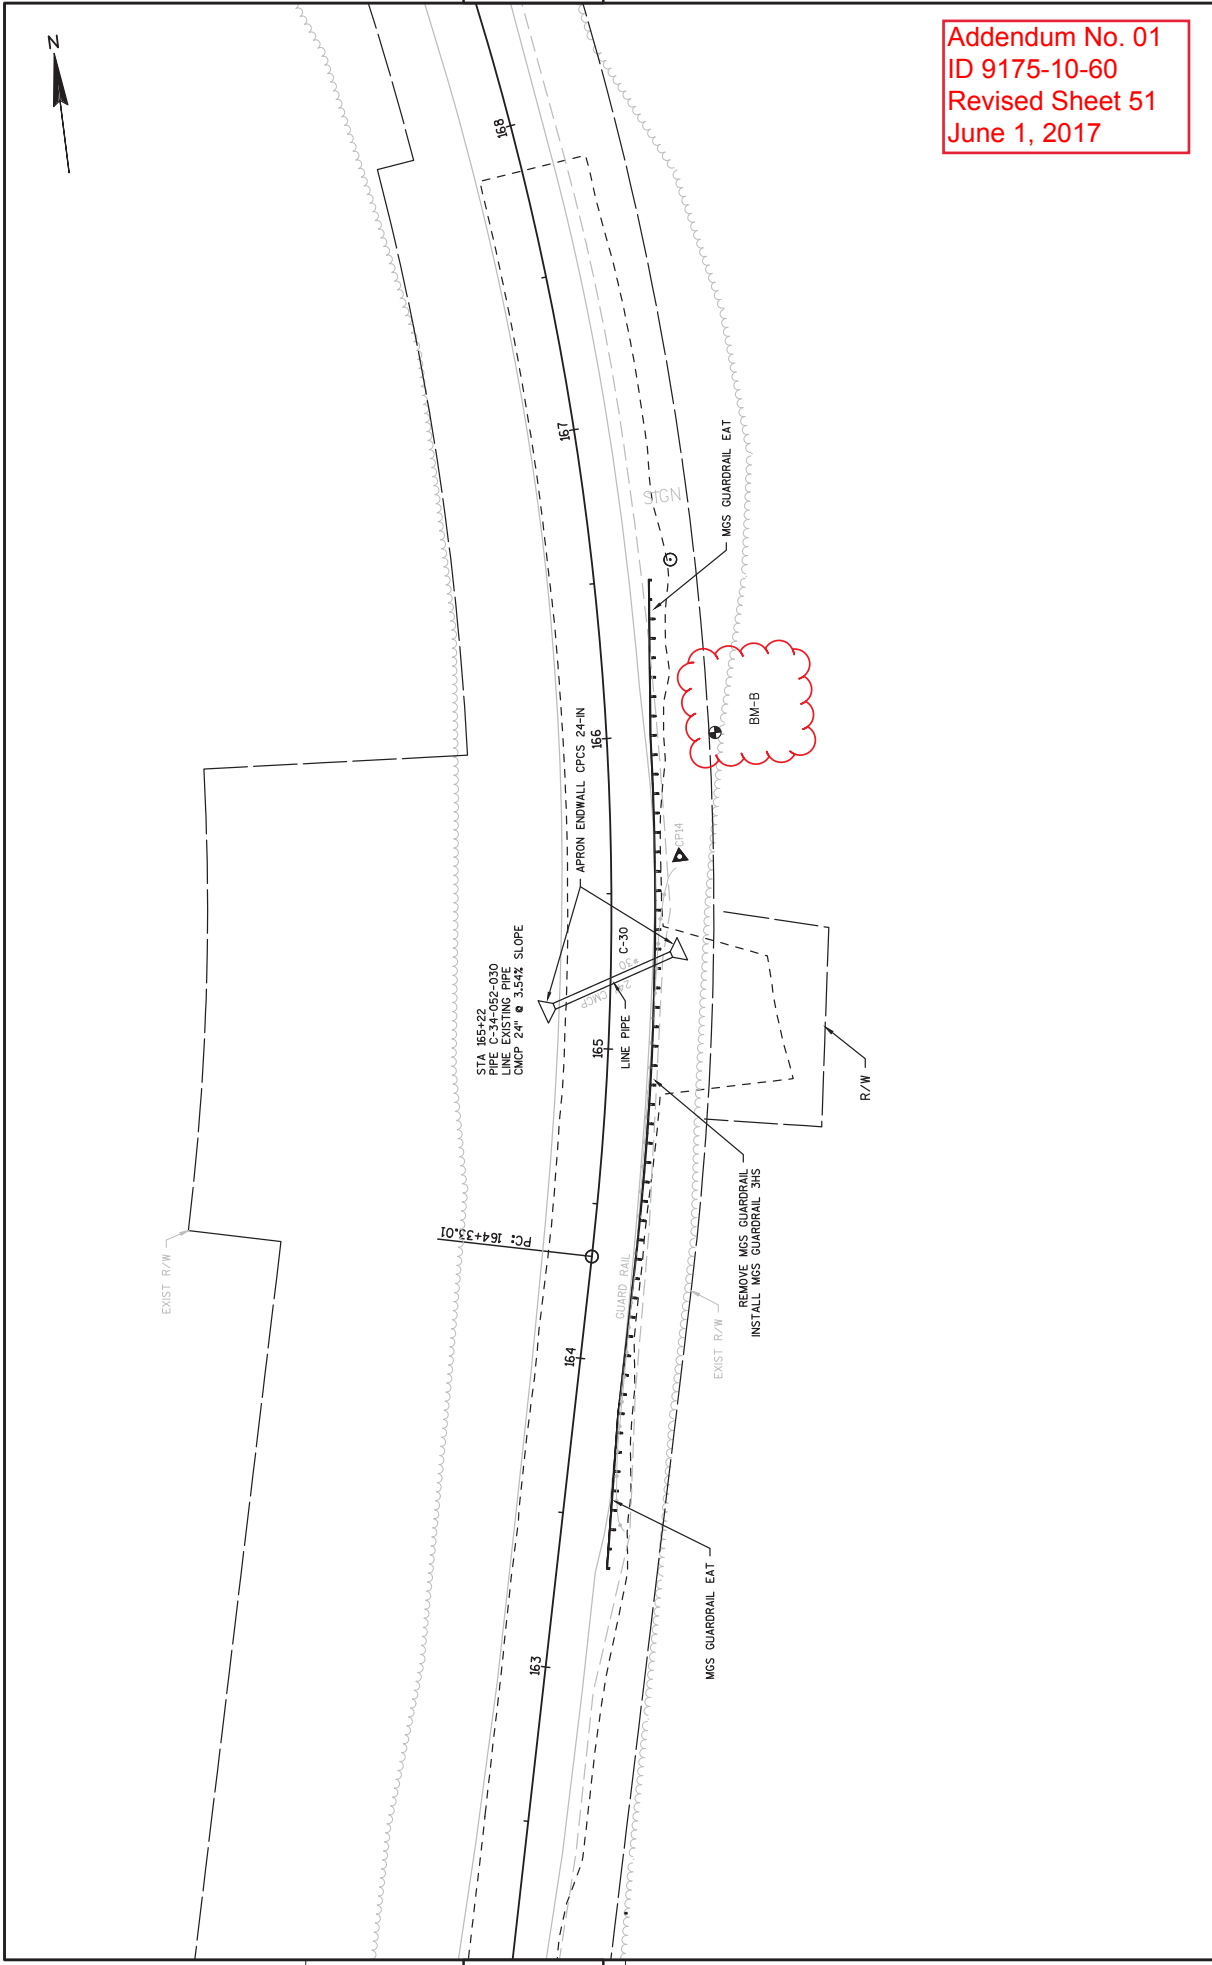 Addendum No. 01
ID 9175-10-60
Revised Sheet 51
June 1, 2017
N
168
167
SIGN
MGS GUARDRAIL EAT
BM-B
166
APRON ENDWALL CPCS 24-IN
CP14
STA 165+22
PIPE C-34-052-030
LINE EXISTING PIPE
CMCP 24" @ 3.54% SLOPE
C-30
#30
24" CMCP
LINE PIPE
165
R/W
REMOVE MGS GUARDRAIL
INSTALL MGS GUARDRAIL 3HS
PC: 164+33.01
EXIST R/W
GUARD RAIL
EXIST R/W
164
MGS GUARDRAIL EAT
163